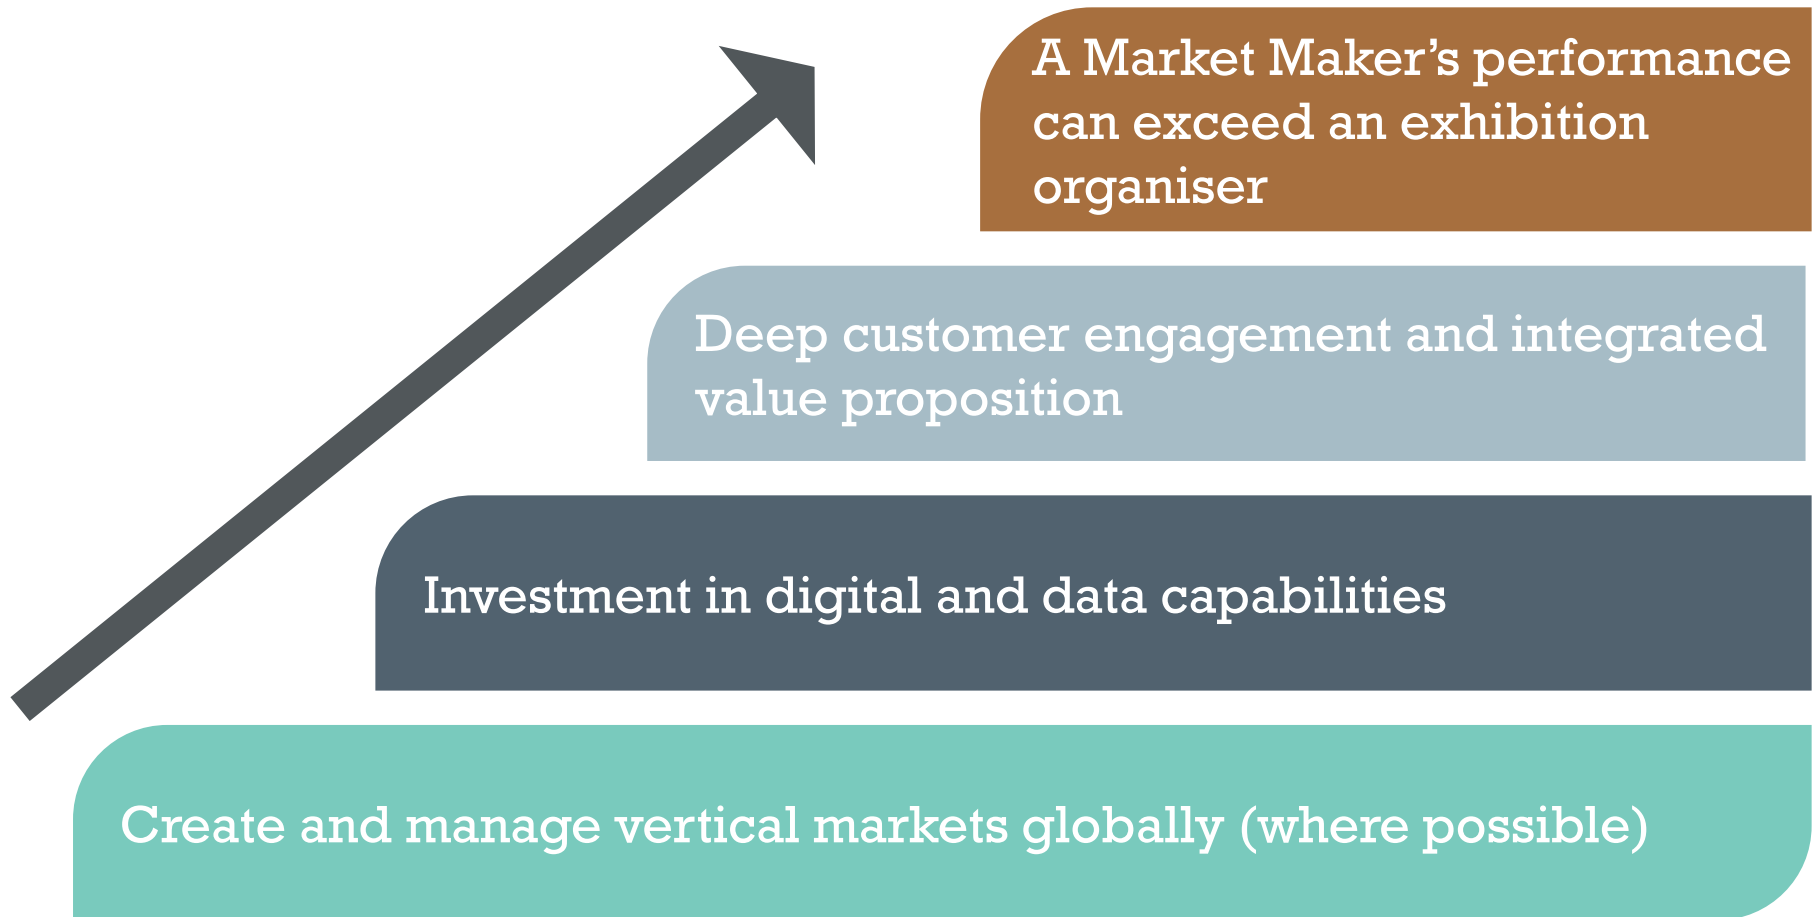 A Market Maker’s performance
can exceed an exhibition
organiser
Deep customer engagement and integrated
value proposition
Investment in digital and data capabilities
Create and manage vertical markets globally (where possible)